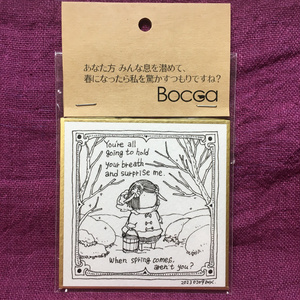 あなた方 みんな息を潜めて、
春になったら私を驚かすつもりですね?
Bocca
You're all
going to hold
your breath
and surprise me.
When spring comes,
aren't you?